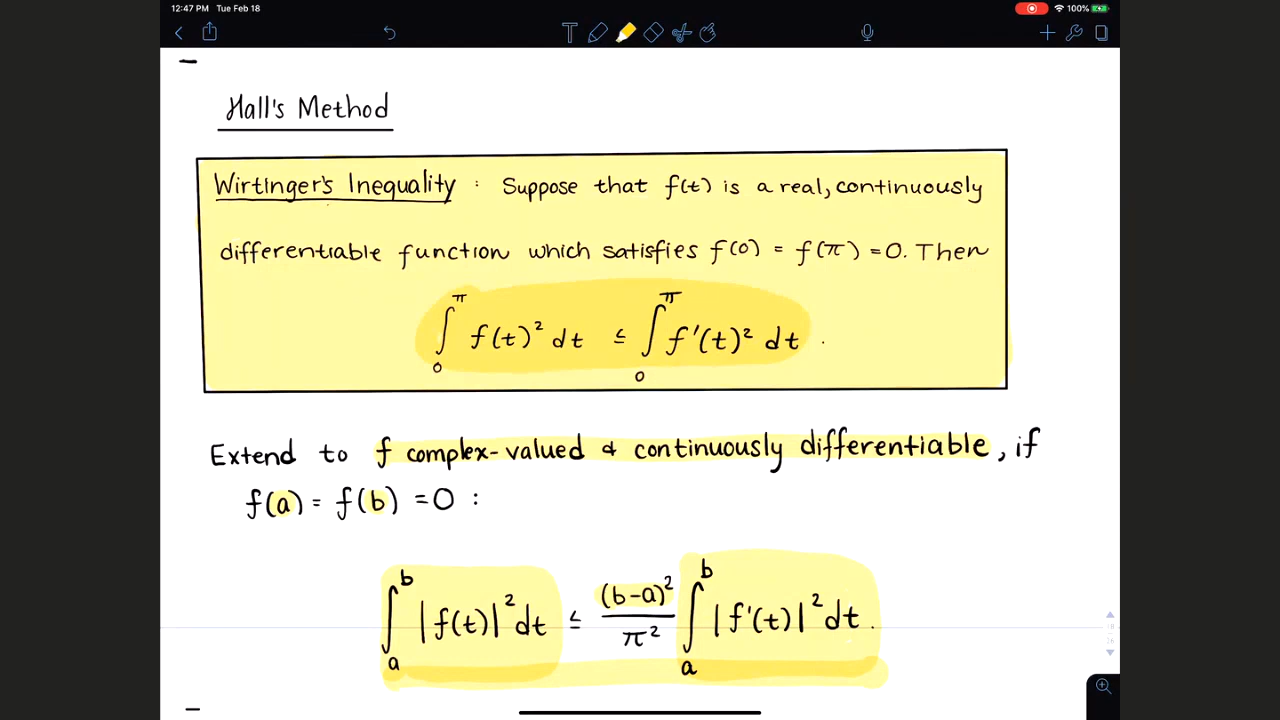 12:47 PM Tue Feb 18 100%
Hall's Method
Wirtinger's Inequality : Suppose that f(t) is a real, continuously
differentiable function which satisfies f(0) = f(π) = 0. Then
∫₀^π f(t)² dt ≤ ∫₀^π f'(t)² dt .
Extend to f complex-valued & continuously differentiable, if
f(a) = f(b) = 0 :
∫ₐᵇ |f(t)|² dt ≤ (b-a)²/π² ∫ₐᵇ |f'(t)|² dt .